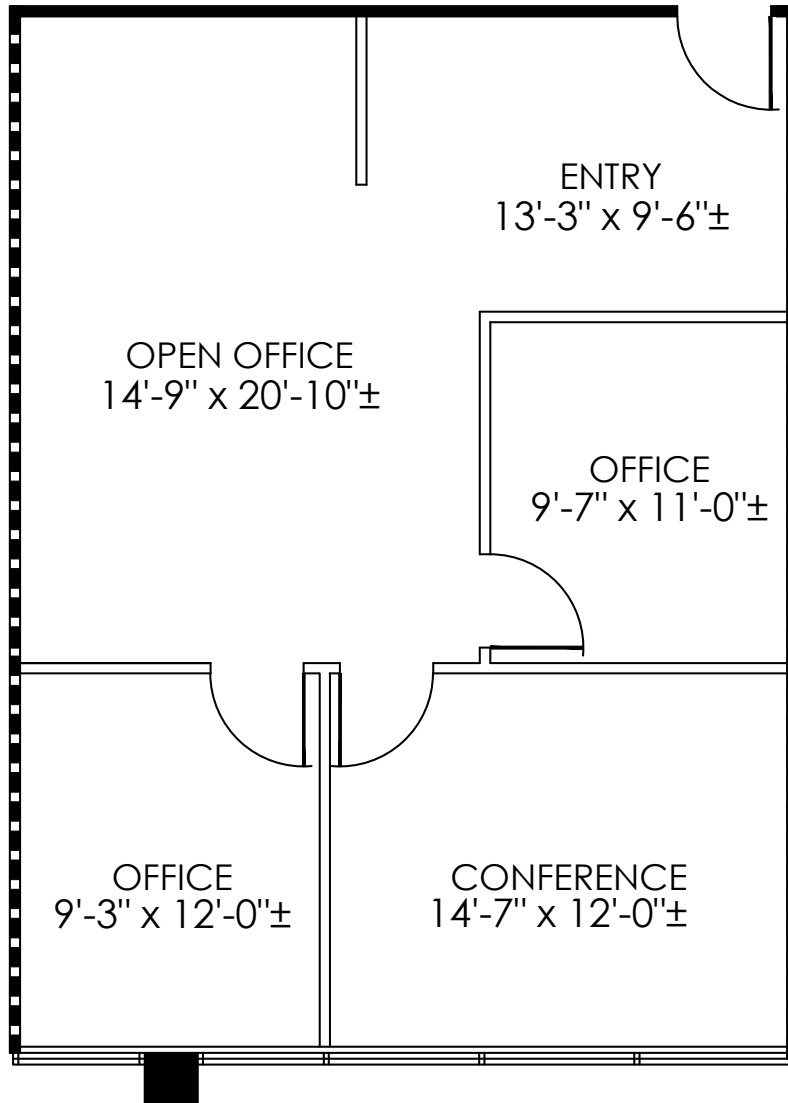 ENTRY
13'-3" x 9'-6"±
OPEN OFFICE
14'-9" x 20'-10"±
OFFICE
9'-7" x 11'-0"±
OFFICE
9'-3" x 12'-0"±
CONFERENCE
14'-7" x 12'-0"±